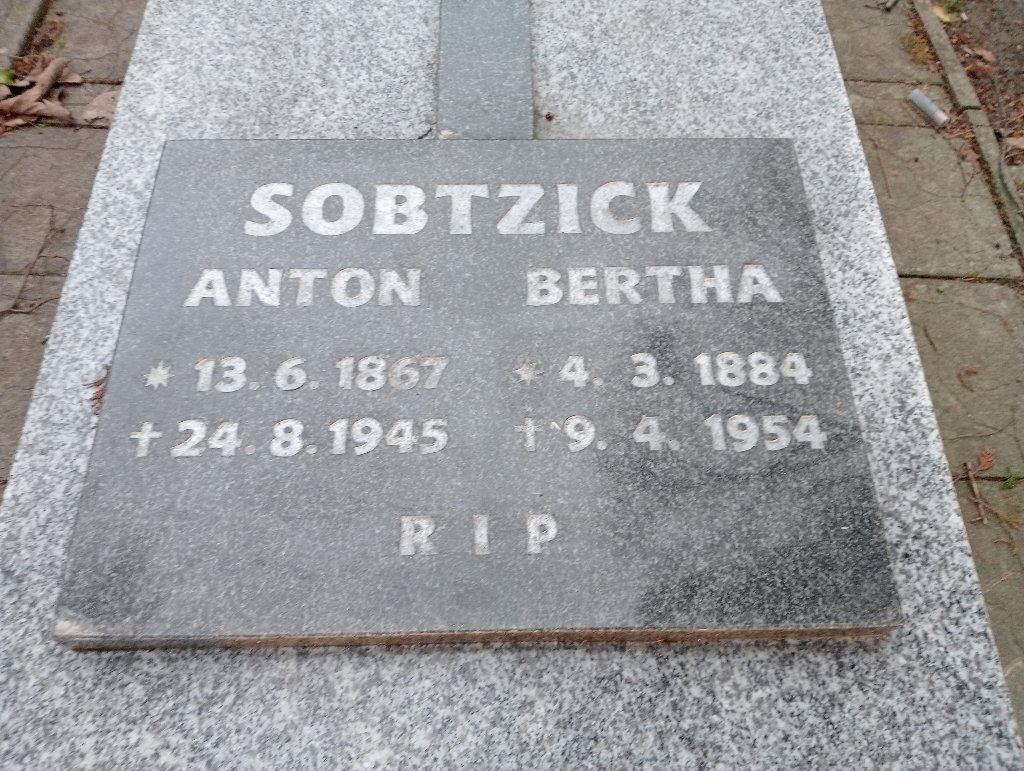 SOBTZICK
ANTON BERTHA
* 13. 6. 1867 * 4. 3. 1884
† 24. 8. 1945 † 9. 4. 1954
R I P